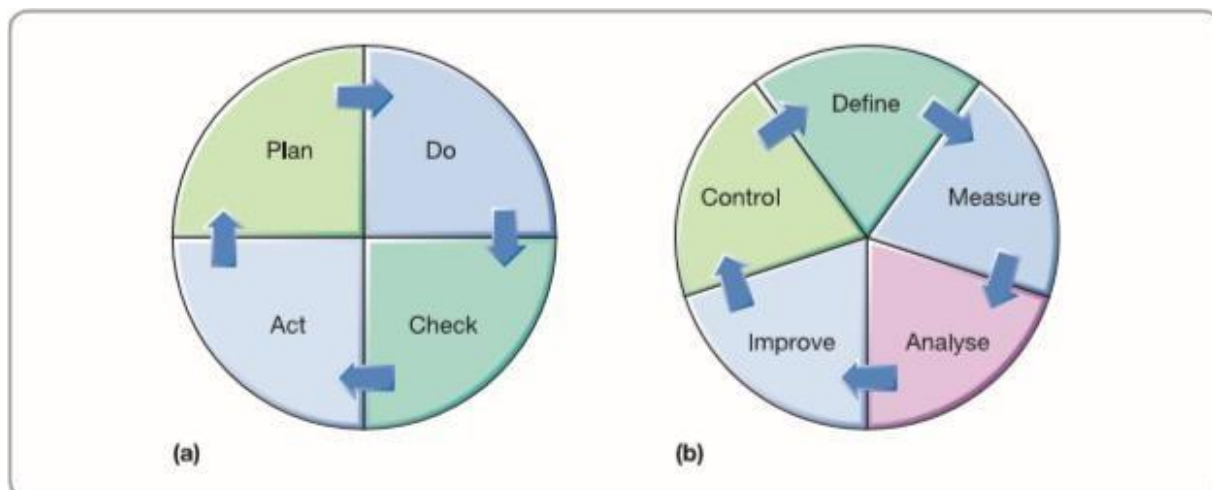 Plan
Do
Act
Check
(a)
Define
Control
Measure
Improve
Analyse
(b)